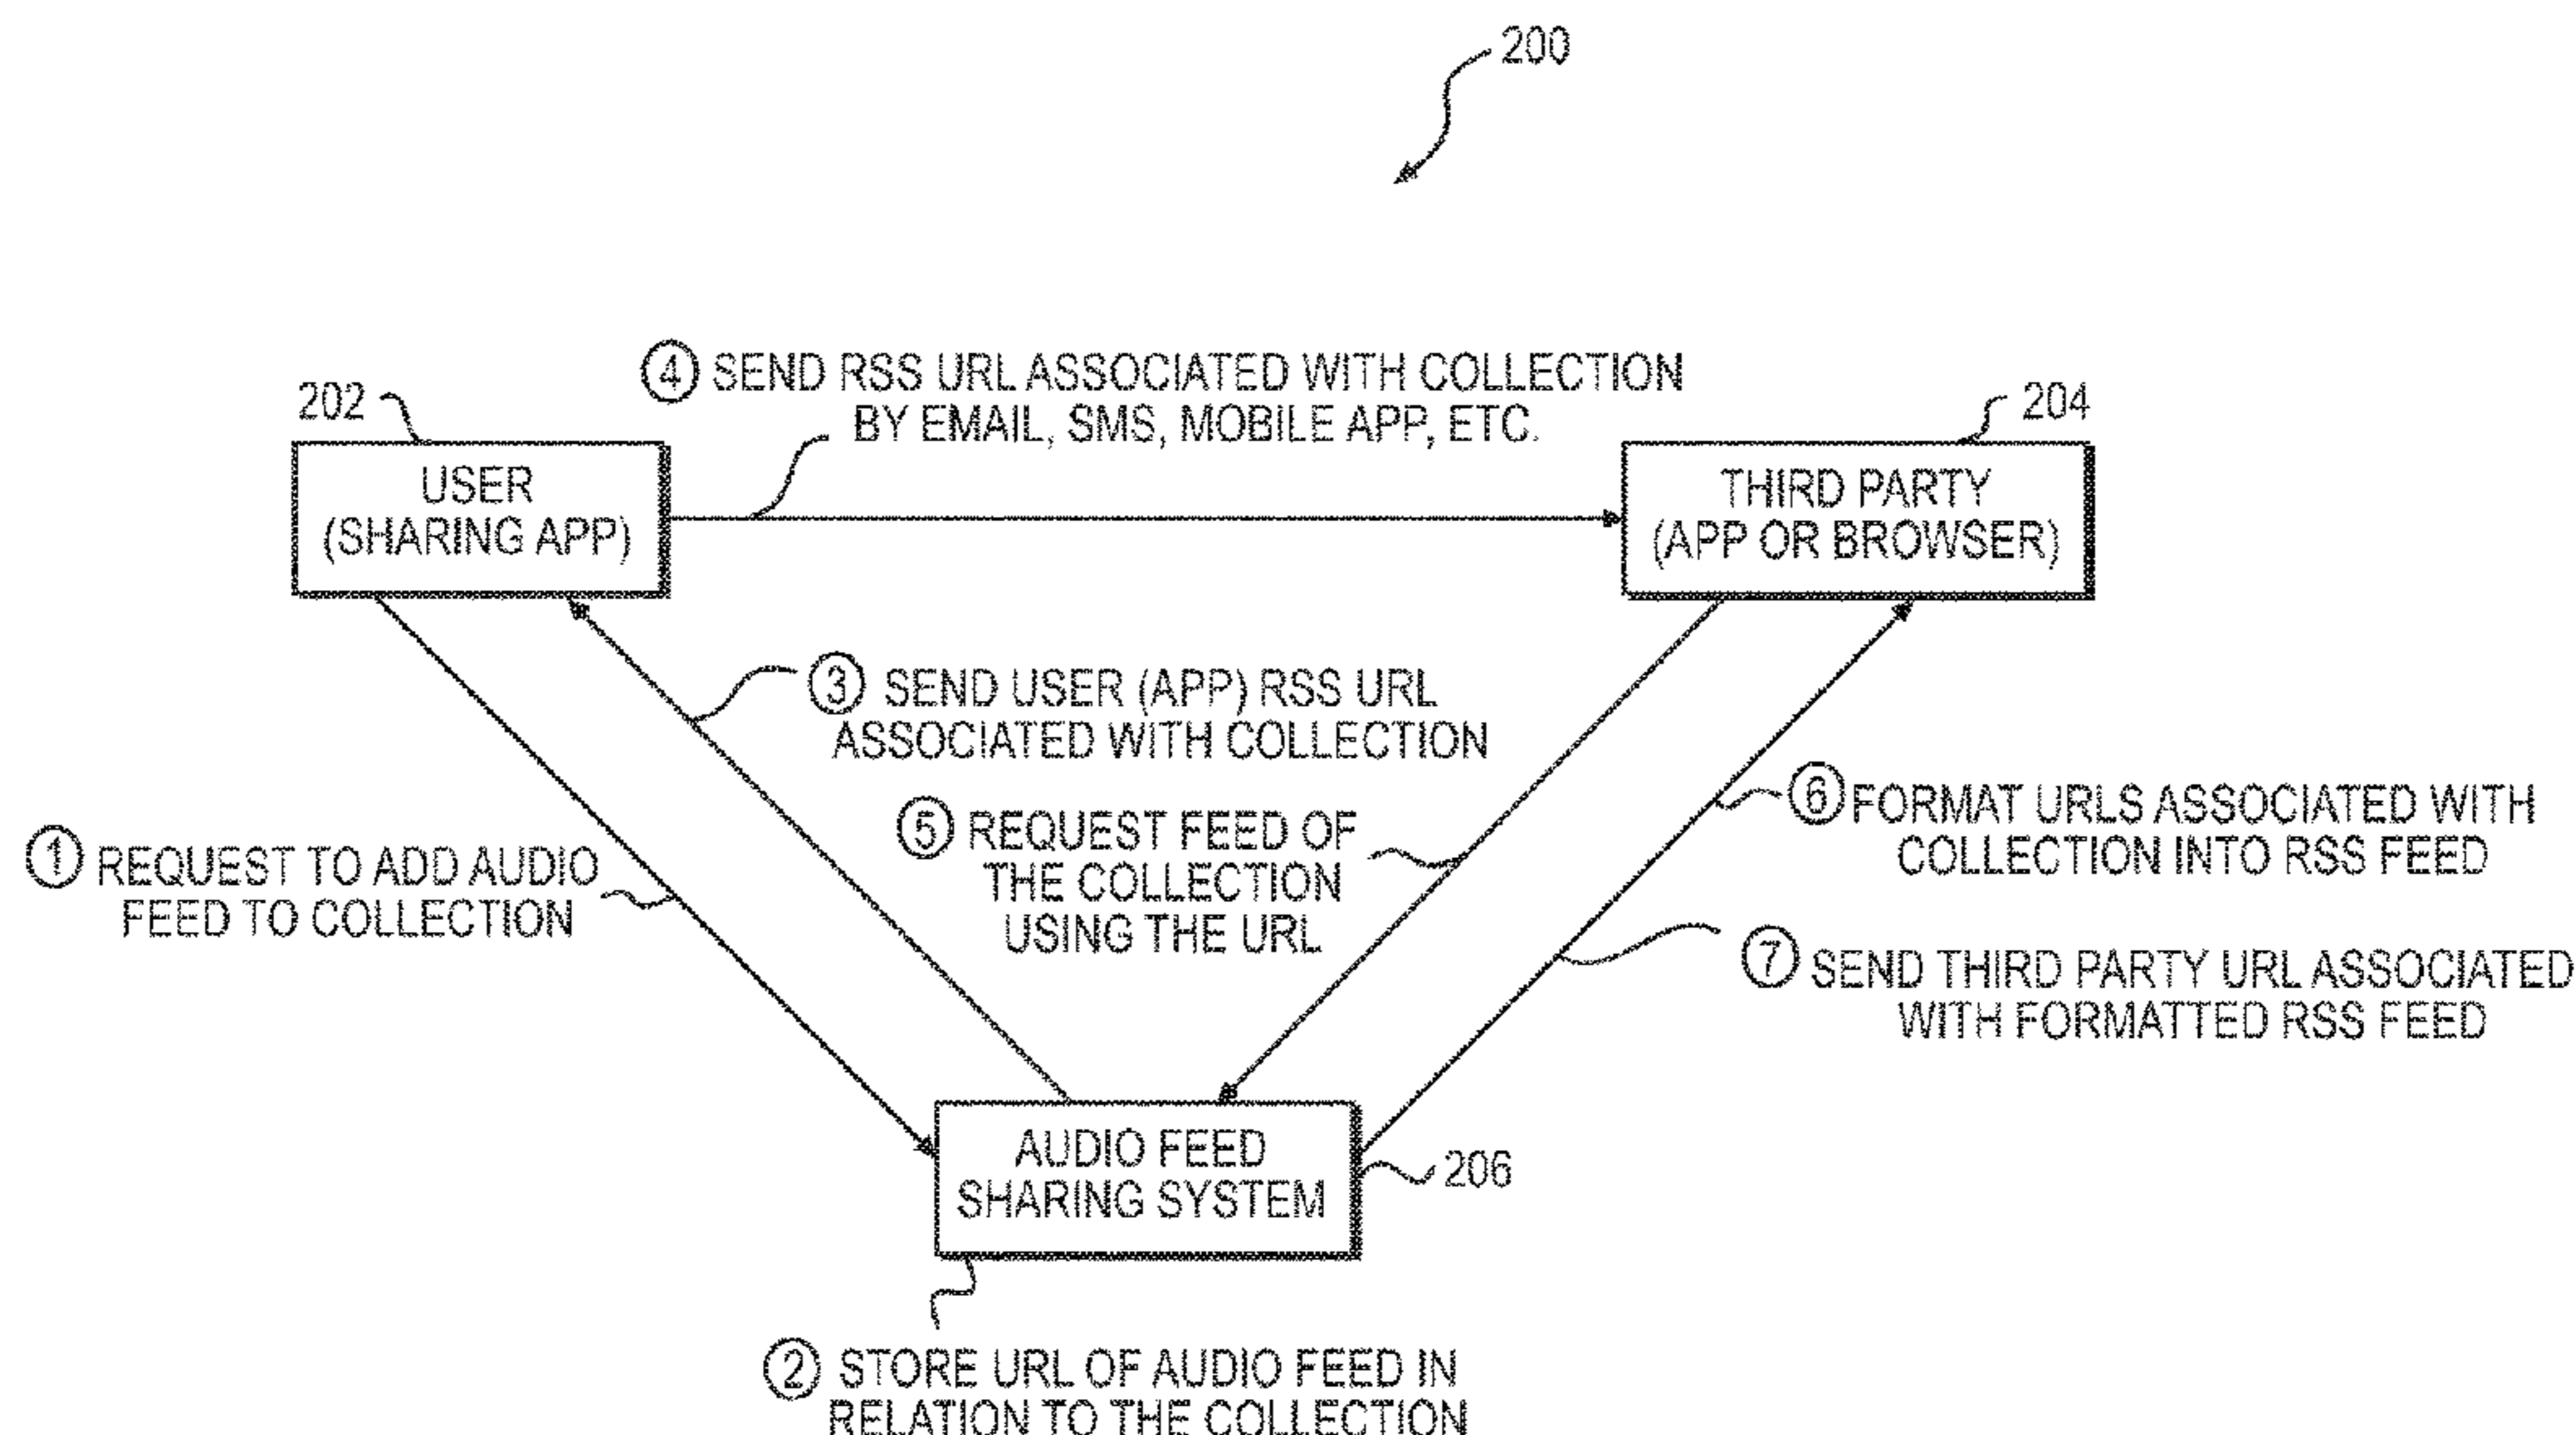 200
④ SEND RSS URL ASSOCIATED WITH COLLECTION
BY EMAIL, SMS, MOBILE APP, ETC.
202
204
USER
(SHARING APP)
THIRD PARTY
(APP OR BROWSER)
③ SEND USER (APP) RSS URL
ASSOCIATED WITH COLLECTION
① REQUEST TO ADD AUDIO
FEED TO COLLECTION
⑤ REQUEST FEED OF
THE COLLECTION
USING THE URL
⑥ FORMAT URLS ASSOCIATED WITH
COLLECTION INTO RSS FEED
⑦ SEND THIRD PARTY URL ASSOCIATED
WITH FORMATTED RSS FEED
AUDIO FEED
SHARING SYSTEM
206
② STORE URL OF AUDIO FEED IN
RELATION TO THE COLLECTION